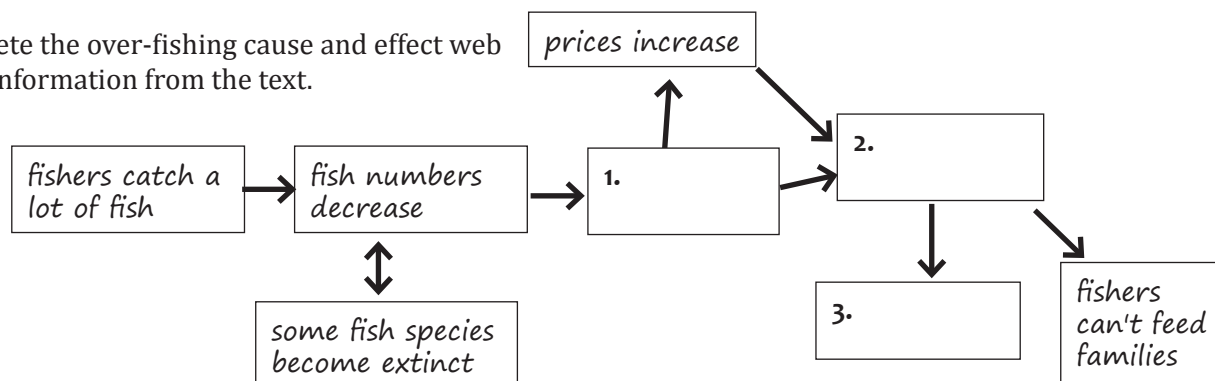 ete the over-fishing cause and effect web
nformation from the text.
prices increase
fishers catch a
lot of fish
fish numbers
decrease
1.
2.
some fish species
become extinct
3.
fishers
can't feed
families